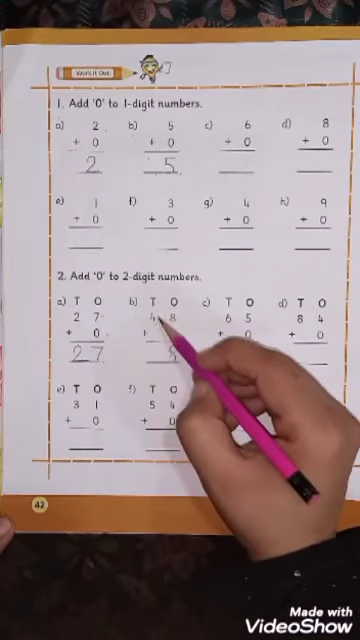 Work It Out
1. Add '0' to 1-digit numbers.
a) 2 b) 5 c) 6 d) 8
+ 0 + 0 + 0 + 0
2 5
e) 1 f) 3 g) 4 h) 9
+ 0 + 0 + 0 + 0
2. Add '0' to 2-digit numbers.
a) T O b) T O c) T O d) T O
2 7 4 8 6 5 8 4
+ 0 + + 0 + 0
27 8
e) T O f) T O
3 1 5 4
+ 0 + 0
42
Made with
VideoShow